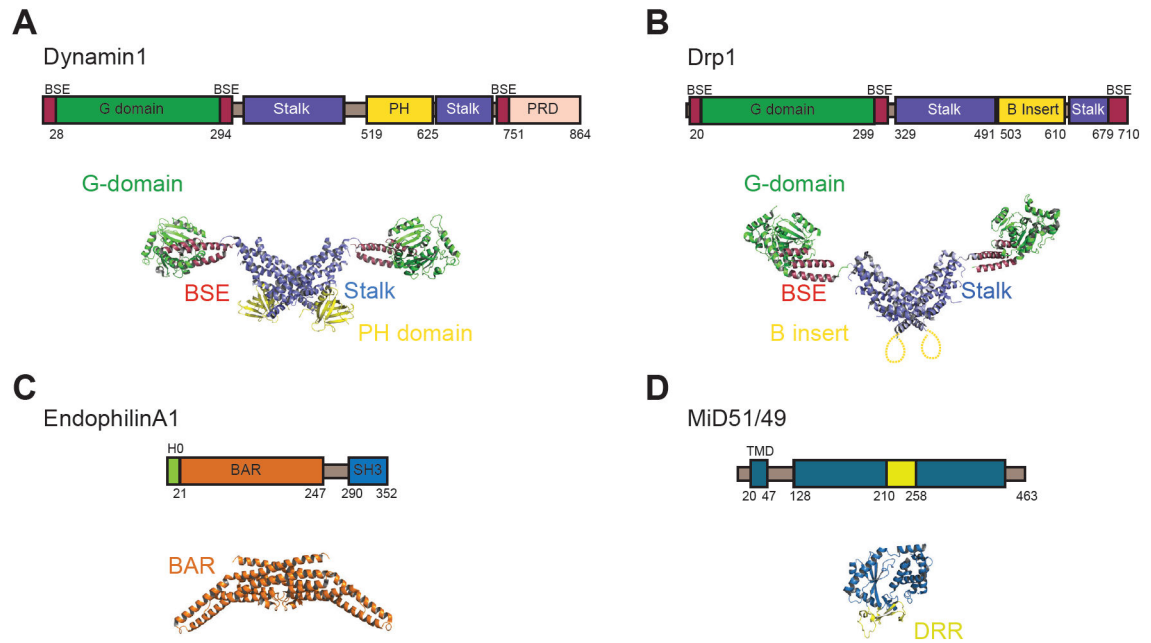 A
Dynamin1
BSE BSE BSE
G domain Stalk PH Stalk PRD
28 294 519 625 751 864
G-domain
BSE
Stalk
PH domain
B
Drp1
BSE BSE BSE
G domain Stalk B Insert Stalk
20 299 329 491 503 610 679 710
G-domain
BSE
Stalk
B insert
C
EndophilinA1
H0
BAR SH3
21 247 290 352
BAR
D
MiD51/49
TMD
20 47 128 210 258 463
DRR